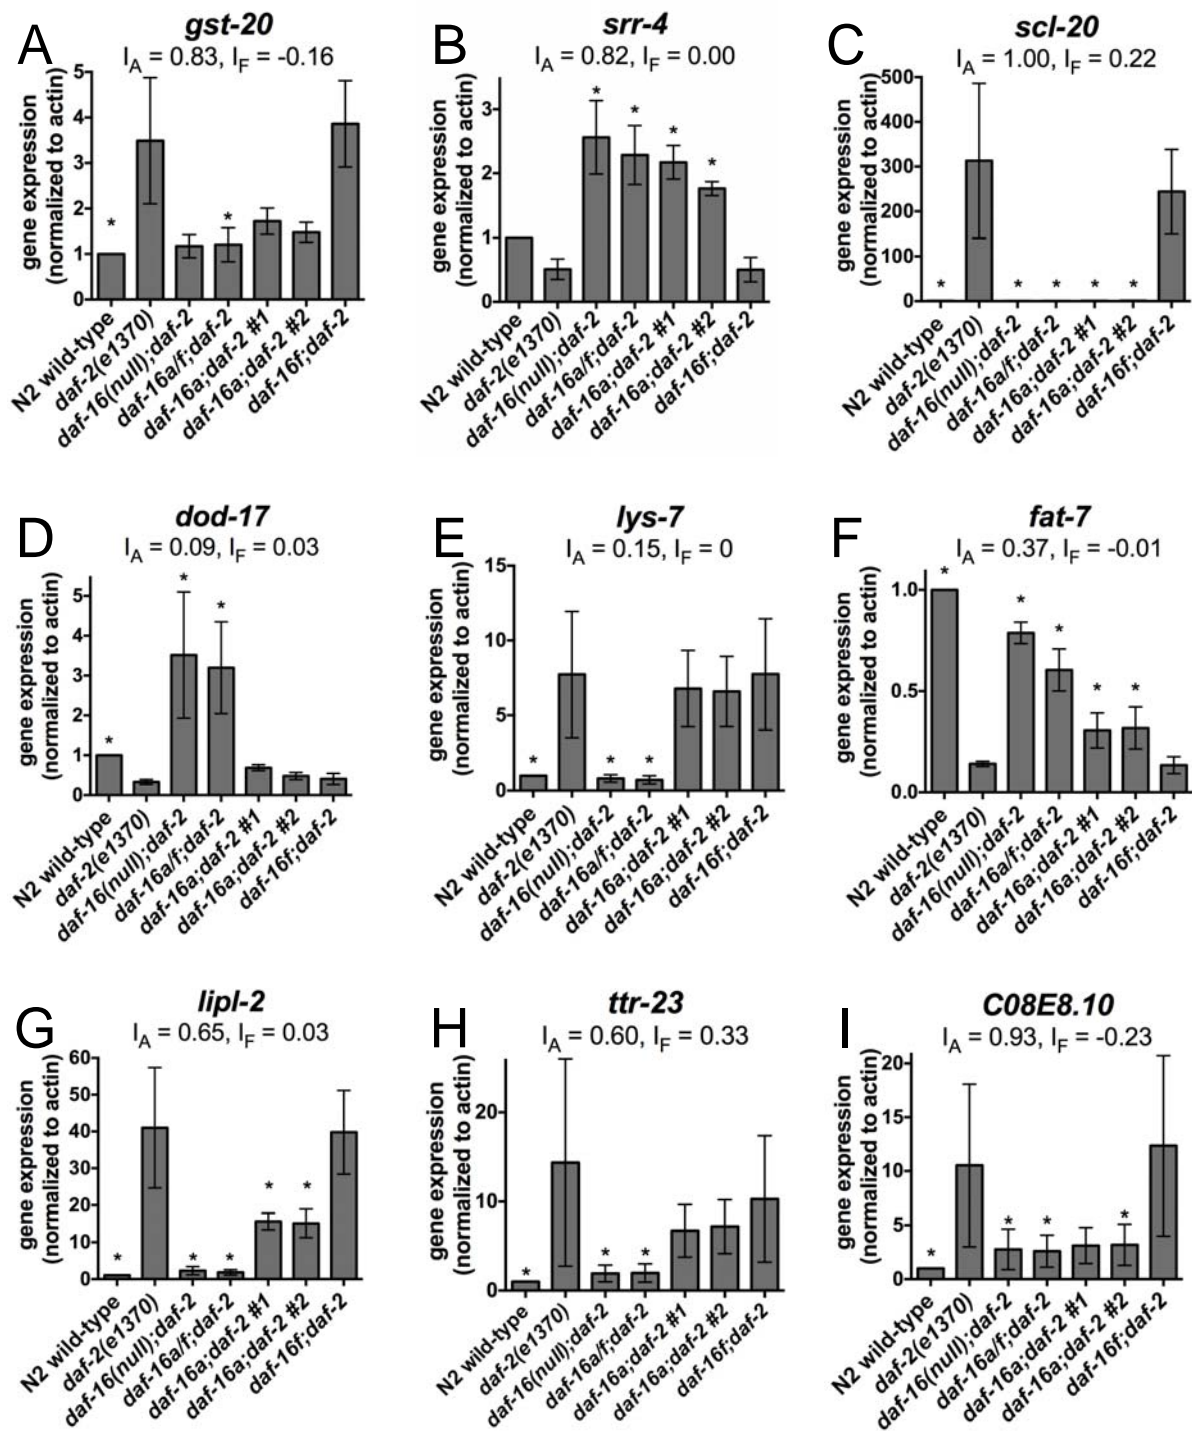 A
gst-20
I_A = 0.83, I_F = -0.16
gene expression
(normalized to actin)
5
4
3
2
1
0
*
*
N2 wild-type
daf-2(e1370)
daf-16(null);daf-2
daf-16a/f;daf-2
daf-16a;daf-2 #1
daf-16a;daf-2 #2
daf-16f;daf-2
B
srr-4
I_A = 0.82, I_F = 0.00
gene expression
(normalized to actin)
3
2
1
0
*
*
*
*
N2 wild-type
daf-2(e1370)
daf-16(null);daf-2
daf-16a/f;daf-2
daf-16a;daf-2 #1
daf-16a;daf-2 #2
daf-16f;daf-2
C
scl-20
I_A = 1.00, I_F = 0.22
gene expression
(normalized to actin)
500
400
300
200
100
0
*
*
*
*
*
N2 wild-type
daf-2(e1370)
daf-16(null);daf-2
daf-16a/f;daf-2
daf-16a;daf-2 #1
daf-16a;daf-2 #2
daf-16f;daf-2
D
dod-17
I_A = 0.09, I_F = 0.03
gene expression
(normalized to actin)
5
4
3
2
1
0
*
*
*
N2 wild-type
daf-2(e1370)
daf-16(null);daf-2
daf-16a/f;daf-2
daf-16a;daf-2 #1
daf-16a;daf-2 #2
daf-16f;daf-2
E
lys-7
I_A = 0.15, I_F = 0
gene expression
(normalized to actin)
15
10
5
0
*
*
*
N2 wild-type
daf-2(e1370)
daf-16(null);daf-2
daf-16a/f;daf-2
daf-16a;daf-2 #1
daf-16a;daf-2 #2
daf-16f;daf-2
F
fat-7
I_A = 0.37, I_F = -0.01
gene expression
(normalized to actin)
1.0
0.5
0.0
*
*
*
*
*
N2 wild-type
daf-2(e1370)
daf-16(null);daf-2
daf-16a/f;daf-2
daf-16a;daf-2 #1
daf-16a;daf-2 #2
daf-16f;daf-2
G
lipl-2
I_A = 0.65, I_F = 0.03
gene expression
(normalized to actin)
60
50
40
30
20
10
0
*
*
*
*
*
N2 wild-type
daf-2(e1370)
daf-16(null);daf-2
daf-16a/f;daf-2
daf-16a;daf-2 #1
daf-16a;daf-2 #2
daf-16f;daf-2
H
ttr-23
I_A = 0.60, I_F = 0.33
gene expression
(normalized to actin)
20
10
0
*
*
*
N2 wild-type
daf-2(e1370)
daf-16(null);daf-2
daf-16a/f;daf-2
daf-16a;daf-2 #1
daf-16a;daf-2 #2
daf-16f;daf-2
I
C08E8.10
I_A = 0.93, I_F = -0.23
gene expression
(normalized to actin)
20
15
10
5
0
*
*
*
*
N2 wild-type
daf-2(e1370)
daf-16(null);daf-2
daf-16a/f;daf-2
daf-16a;daf-2 #1
daf-16a;daf-2 #2
daf-16f;daf-2